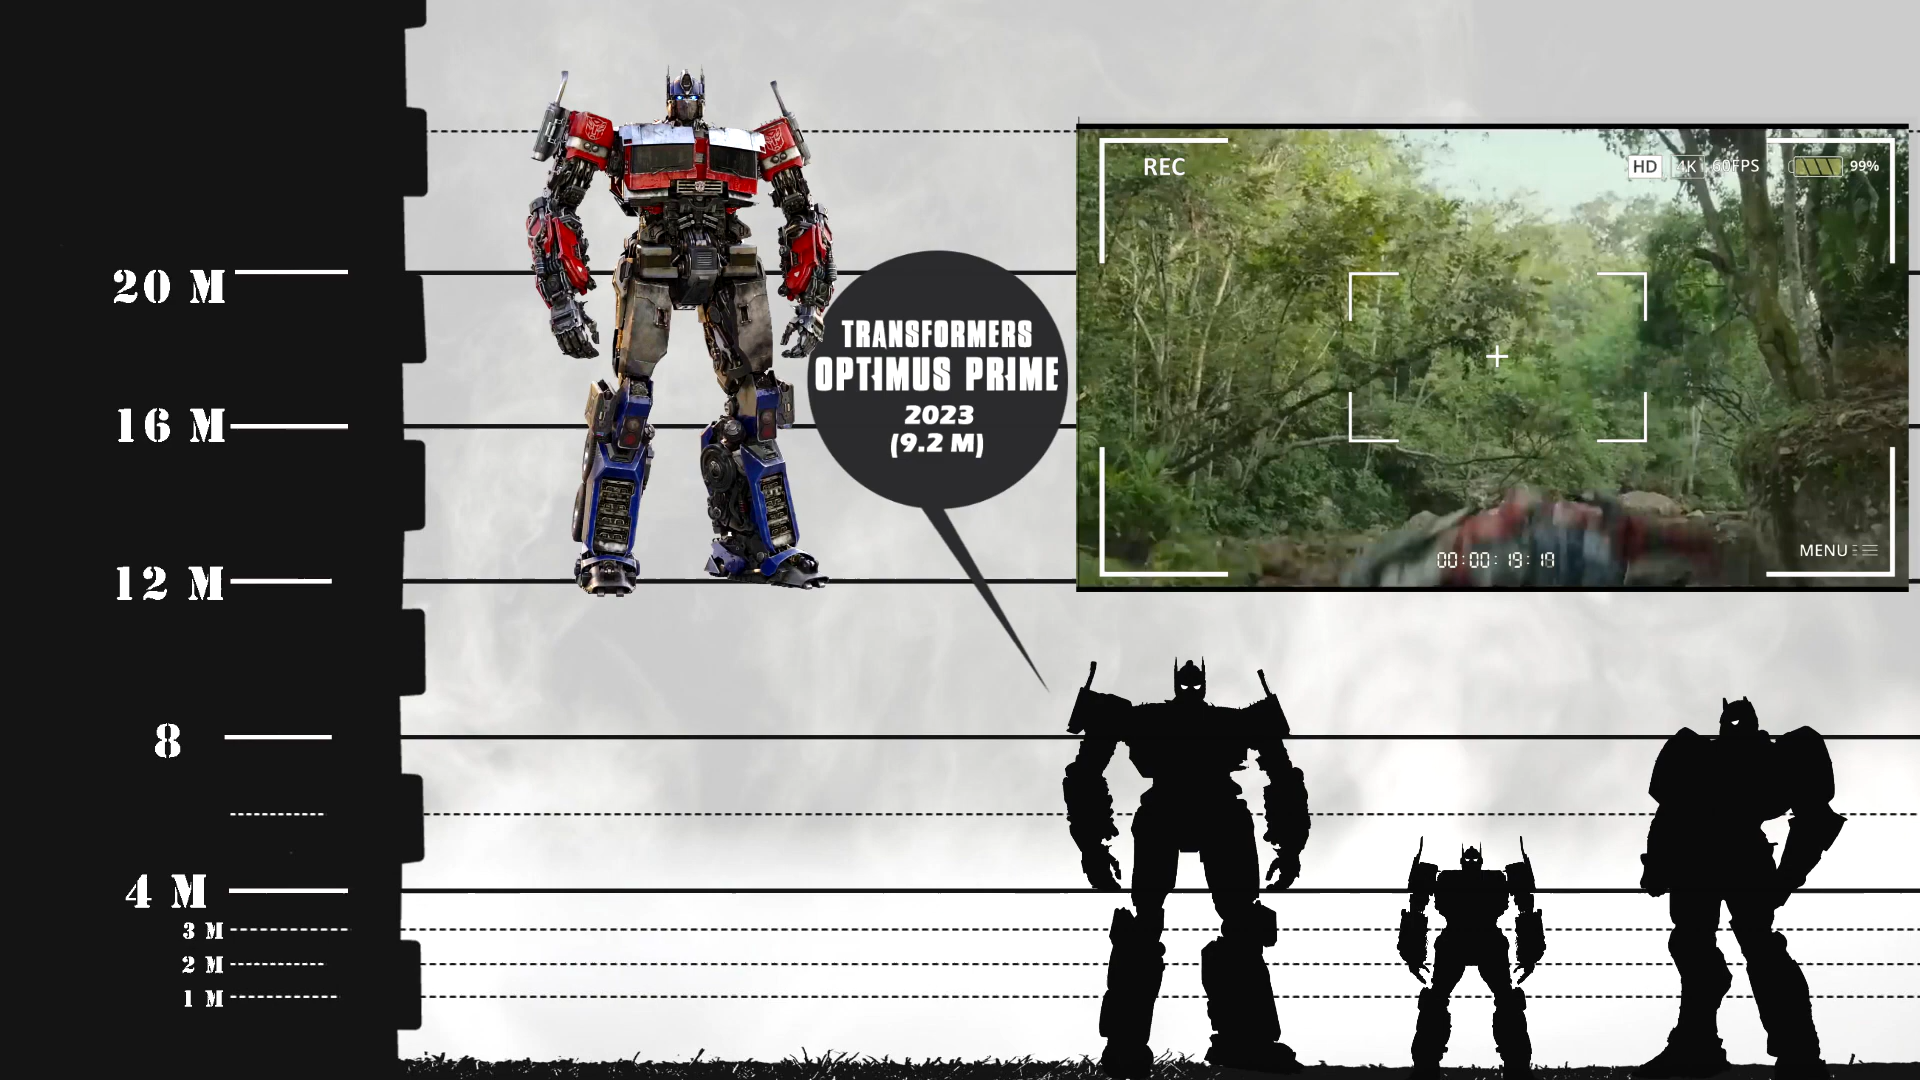 20 M
16 M
12 M
8
4 M
3 M
2 M
1 M
TRANSFORMERS
OPTIMUS PRIME
2023
(9.2 M)
REC
HD 4K 60FPS 99%
00:00:19:19
MENU